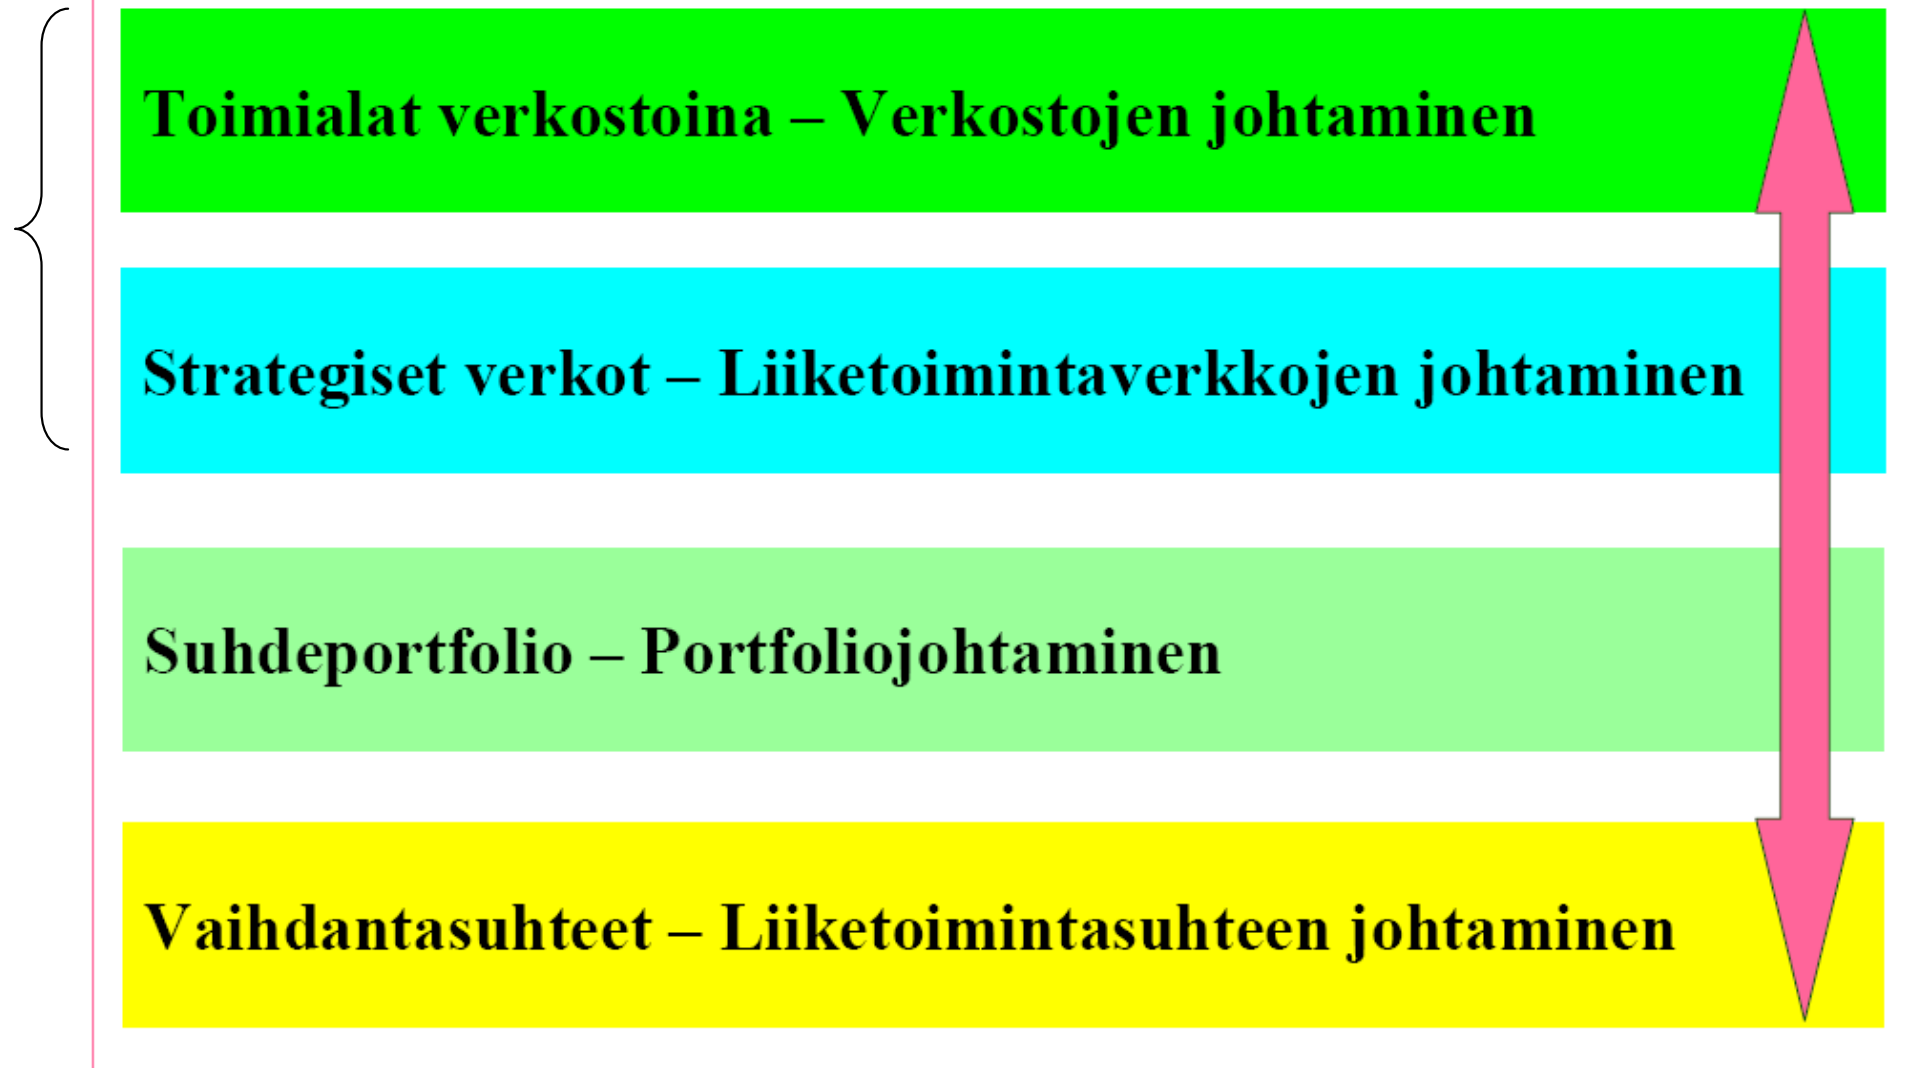 Toimialat verkostoina – Verkostojen johtaminen
Strategiset verkot – Liiketoimintaverkkojen johtaminen
Suhdeportfolio – Portfoliojohtaminen
Vaihdantasuhteet – Liiketoimintasuhteen johtaminen